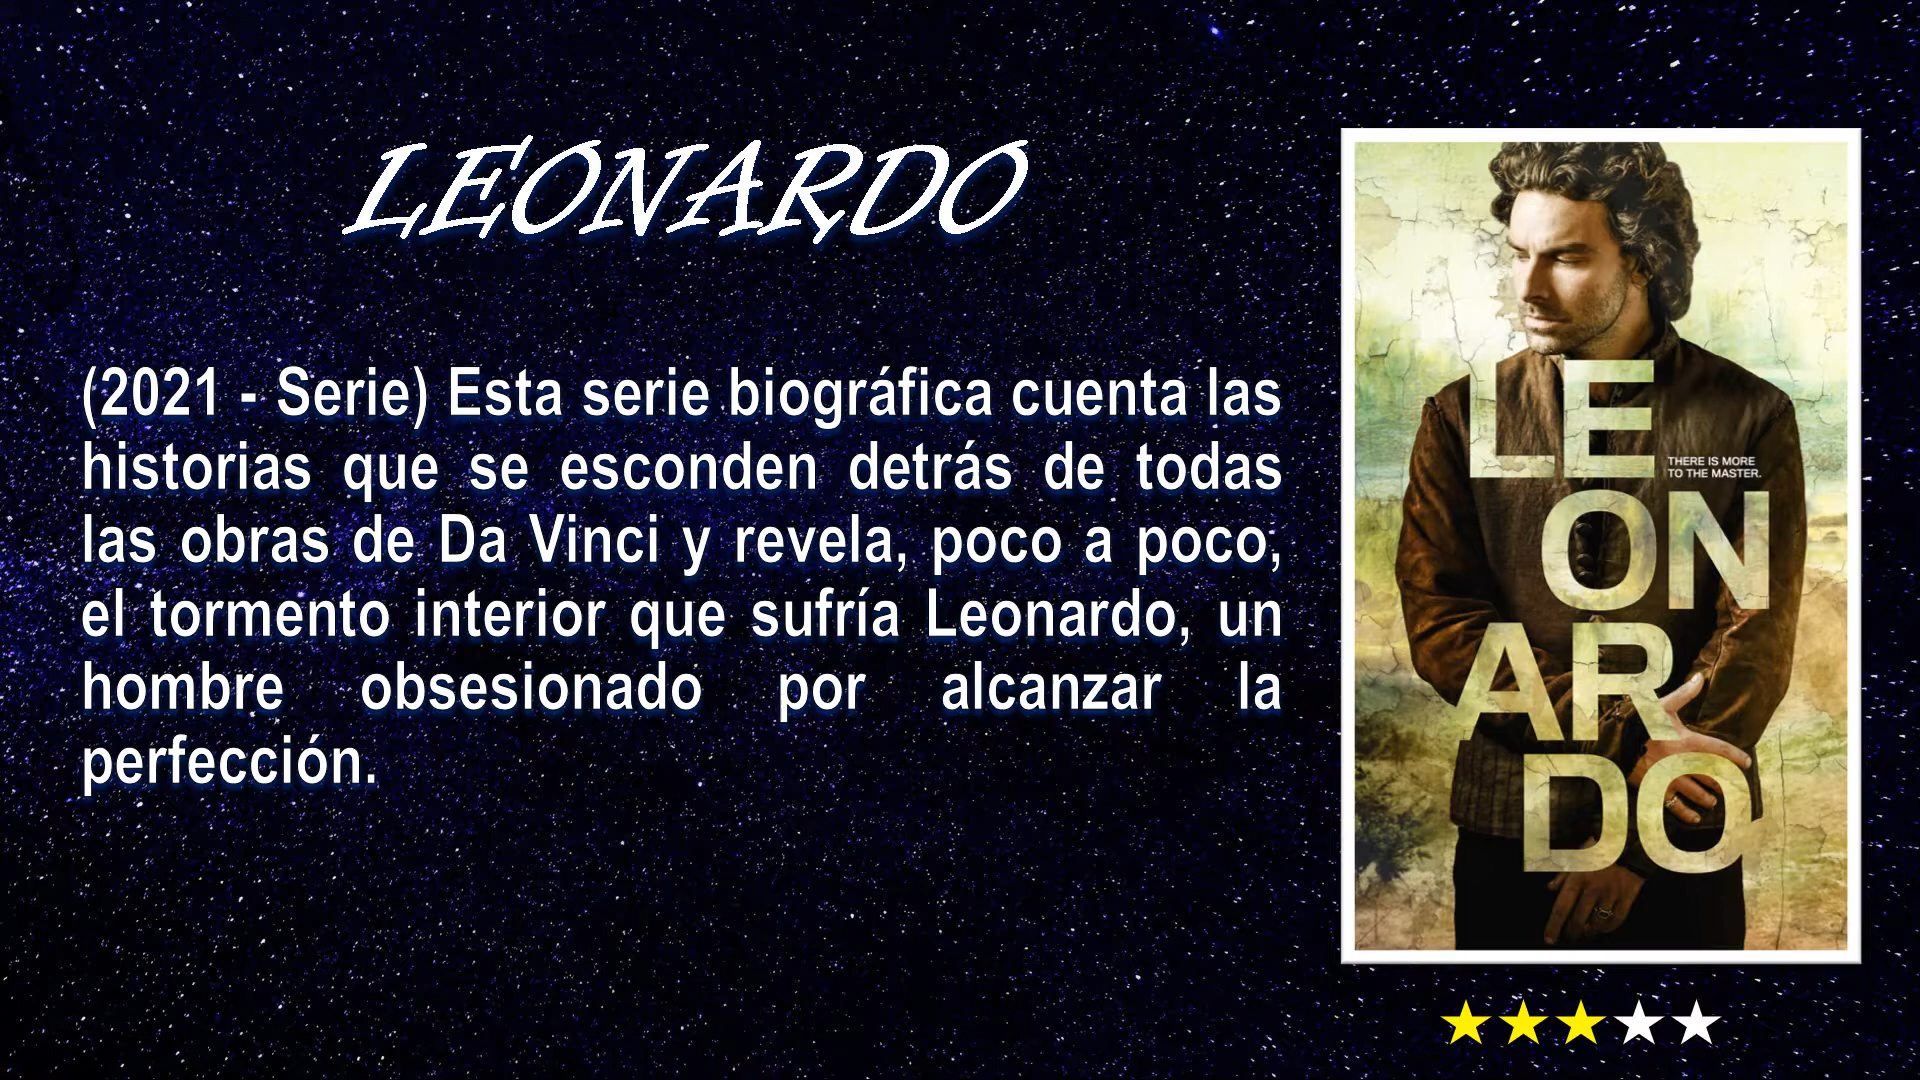 LEONARDO
(2021 - Serie) Esta serie biográfica cuenta las
historias que se esconden detrás de todas
las obras de Da Vinci y revela, poco a poco,
el tormento interior que sufría Leonardo, un
hombre obsesionado por alcanzar la
perfección.
LE
THERE IS MORE
TO THE MASTER.
ON
AR
DO